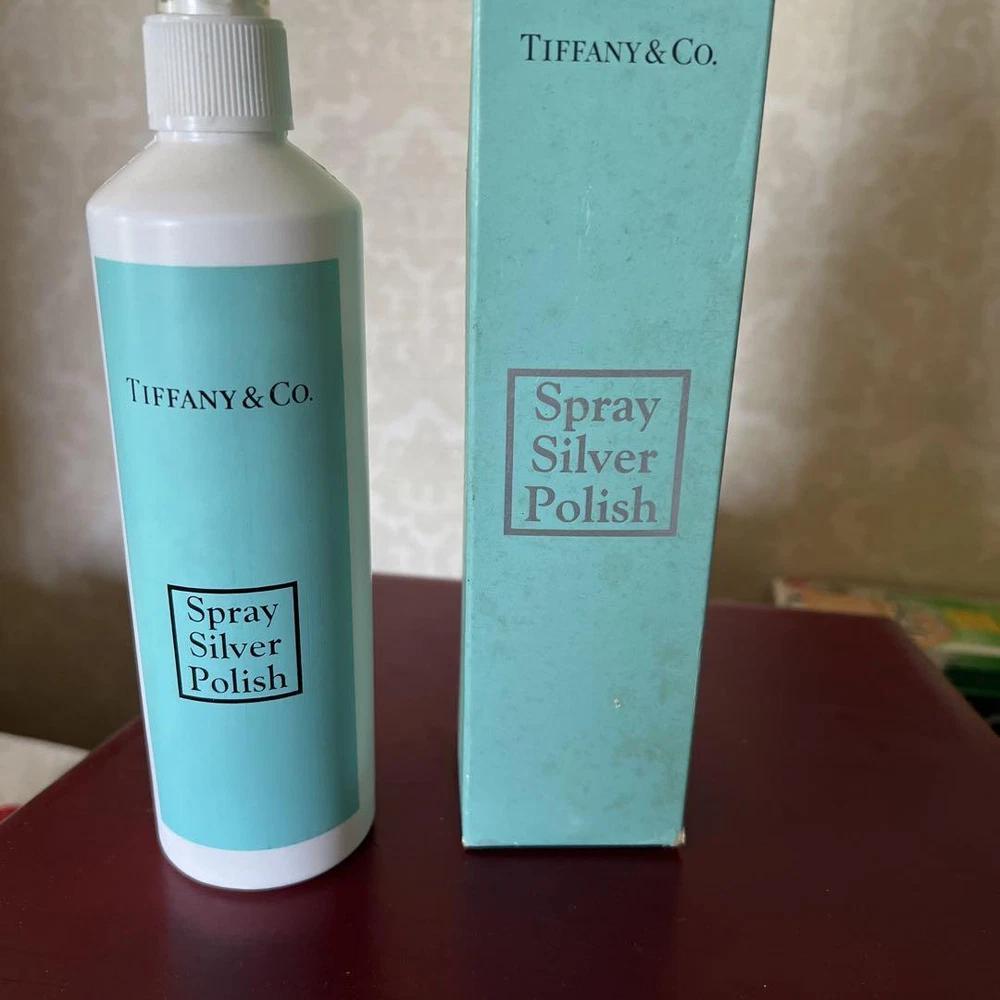 TIFFANY & CO.
Spray
Silver
Polish
TIFFANY & CO.
Spray
Silver
Polish